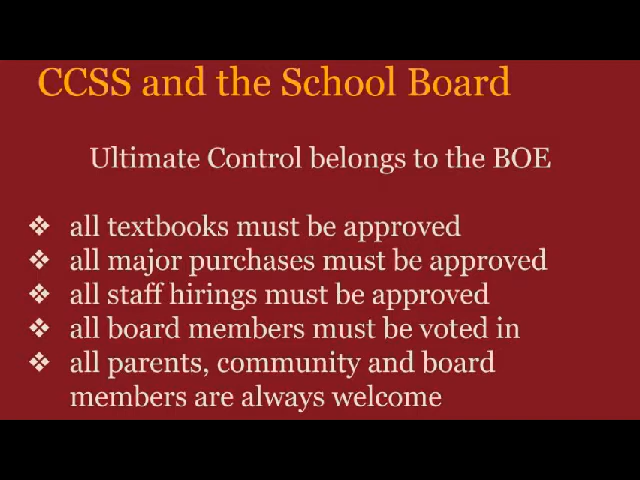 CCSS and the School Board
Ultimate Control belongs to the BOE
❖ all textbooks must be approved
❖ all major purchases must be approved
❖ all staff hirings must be approved
❖ all board members must be voted in
❖ all parents, community and board
members are always welcome